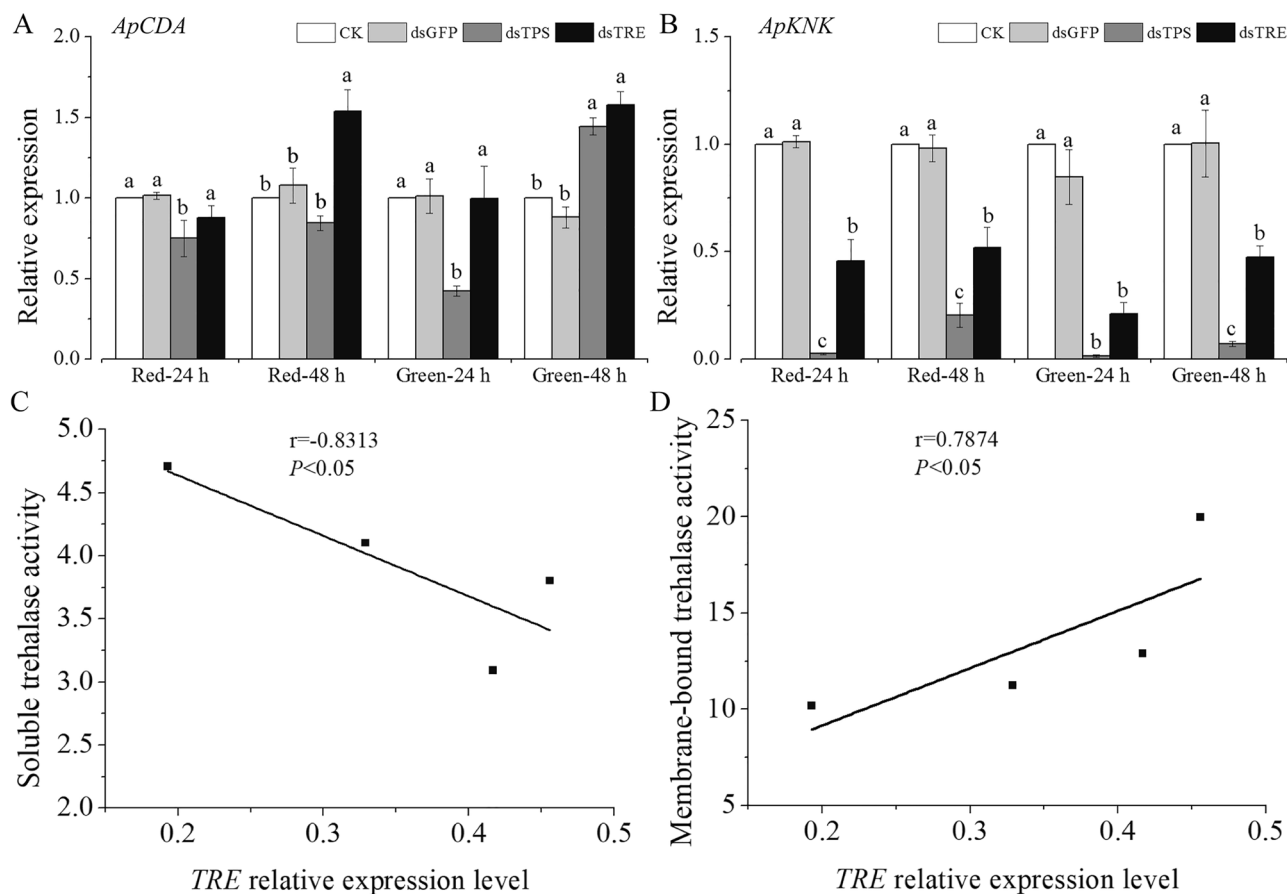 A
ApCDA
CK dsGFP dsTPS dsTRE
Relative expression
2.0
1.5
1.0
0.5
0.0
a a b a
b b b a
a a b a
b b a a
Red-24 h Red-48 h Green-24 h Green-48 h
B
ApKNK
CK dsGFP dsTPS dsTRE
Relative expression
1.5
1.0
0.5
0.0
a a c b
a a c b
a a b b
a a c b
Red-24 h Red-48 h Green-24 h Green-48 h
C
r=-0.8313
P<0.05
Soluble trehalase activity
5.0
4.5
4.0
3.5
3.0
2.5
2.0
0.2 0.3 0.4 0.5
TRE relative expression level
D
r=0.7874
P<0.05
Membrane-bound trehalase activity
25
20
15
10
5
0.2 0.3 0.4 0.5
TRE relative expression level